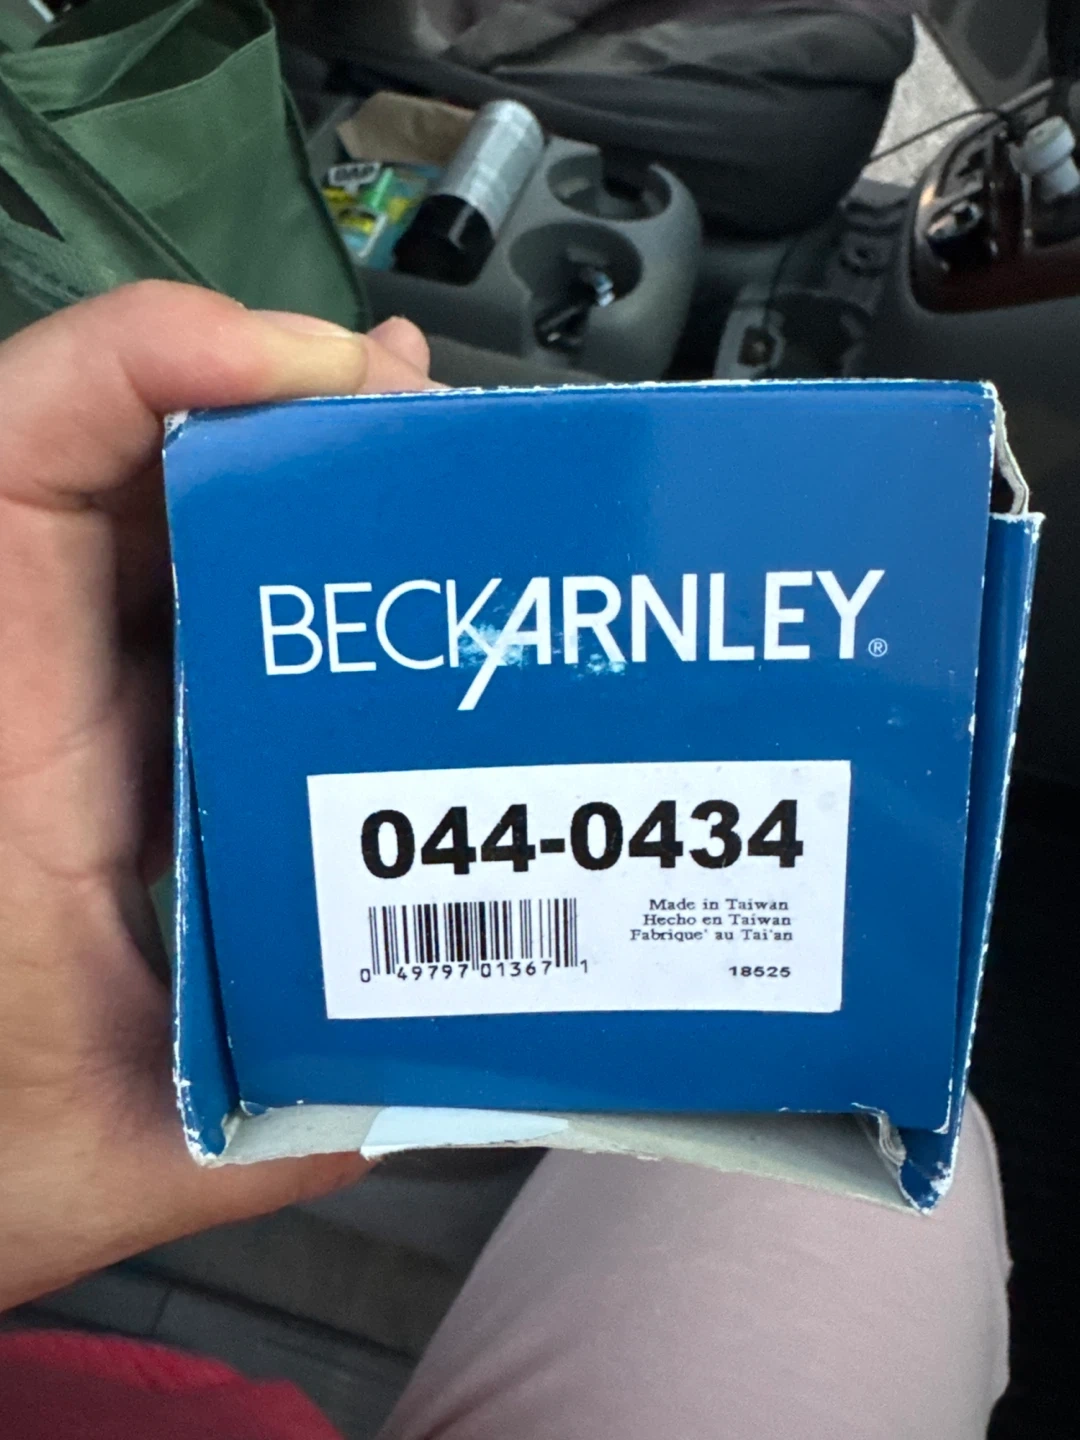 BECKARNLEY®
044-0434
Made in Taiwan
Hecho en Taiwan
Fabrique' au Tai'an
0 49797 01367 1
18525